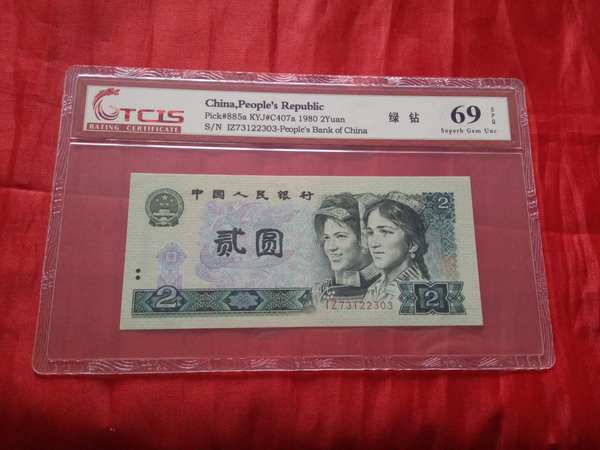 CTCIS
RATING CERTIFICATE
China,People's Republic
Pick#885a KYJ#C407a 1980 2Yuan
S/N IZ73122303-People's Bank of China
绿 钻
69 EPQ
Superb Gem Unc
中国人民银行
2
贰圆
2
IZ73122303
2